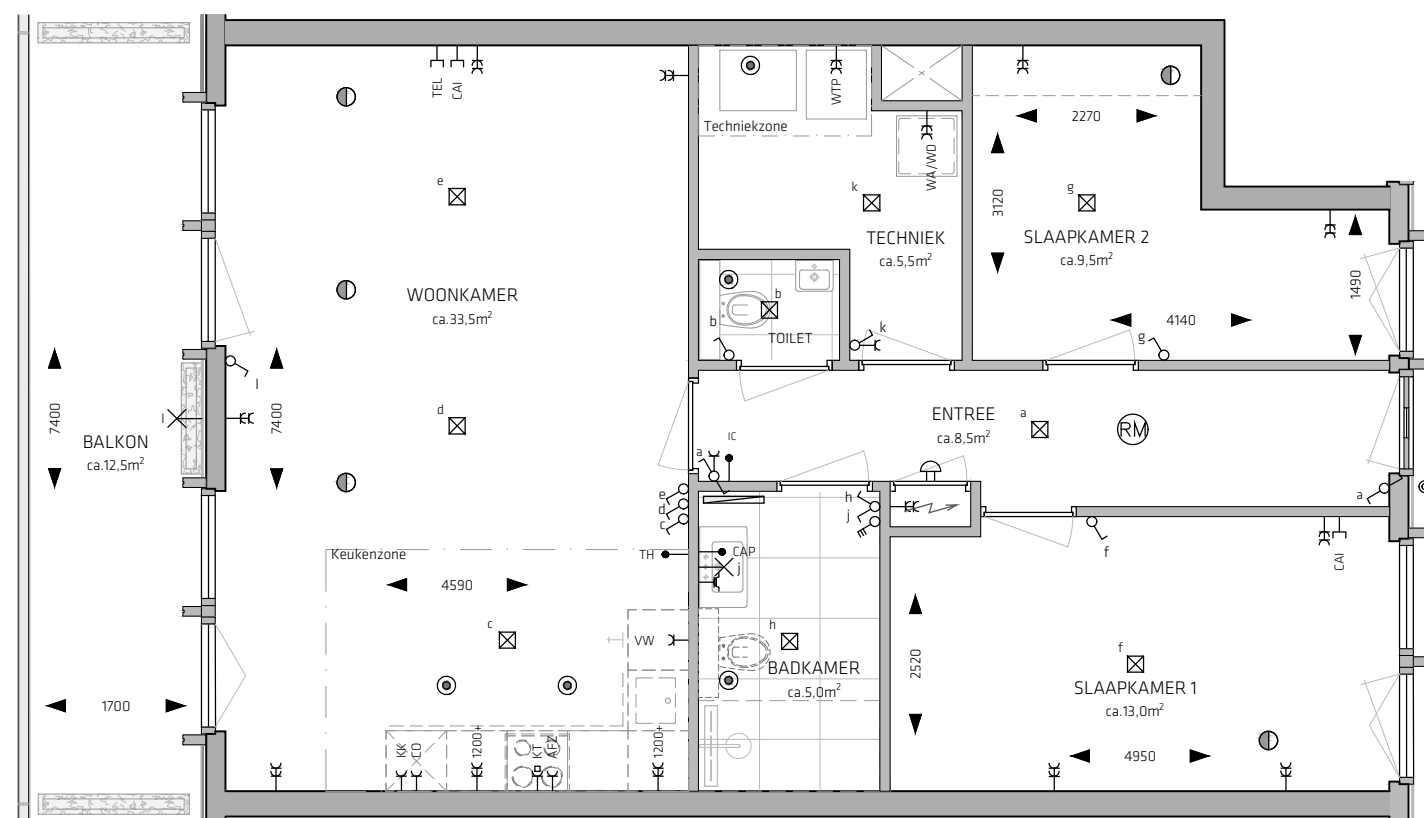 TEL
CAI
WTP
Techniekzone
WA/WD
2270
3120
e
k
g
TECHNIEK
ca.5,5m²
SLAAPKAMER 2
ca.9,5m²
1490
WOONKAMER
ca.33,5m²
b
b
TOILET
k
4140
g
l
7400
7400
l
BALKON
ca.12,5m²
d
ENTREE
ca.8,5m²
a
RM
IC
a
e
d
c
h
j
a
f
Keukenzone
TH
CAP
j
CAI
4590
c
VW
h
BADKAMER
ca.5,0m²
2520
f
SLAAPKAMER 1
ca.13,0m²
1700
KK
CO
1200+
KT
AFZ
1200+
4950